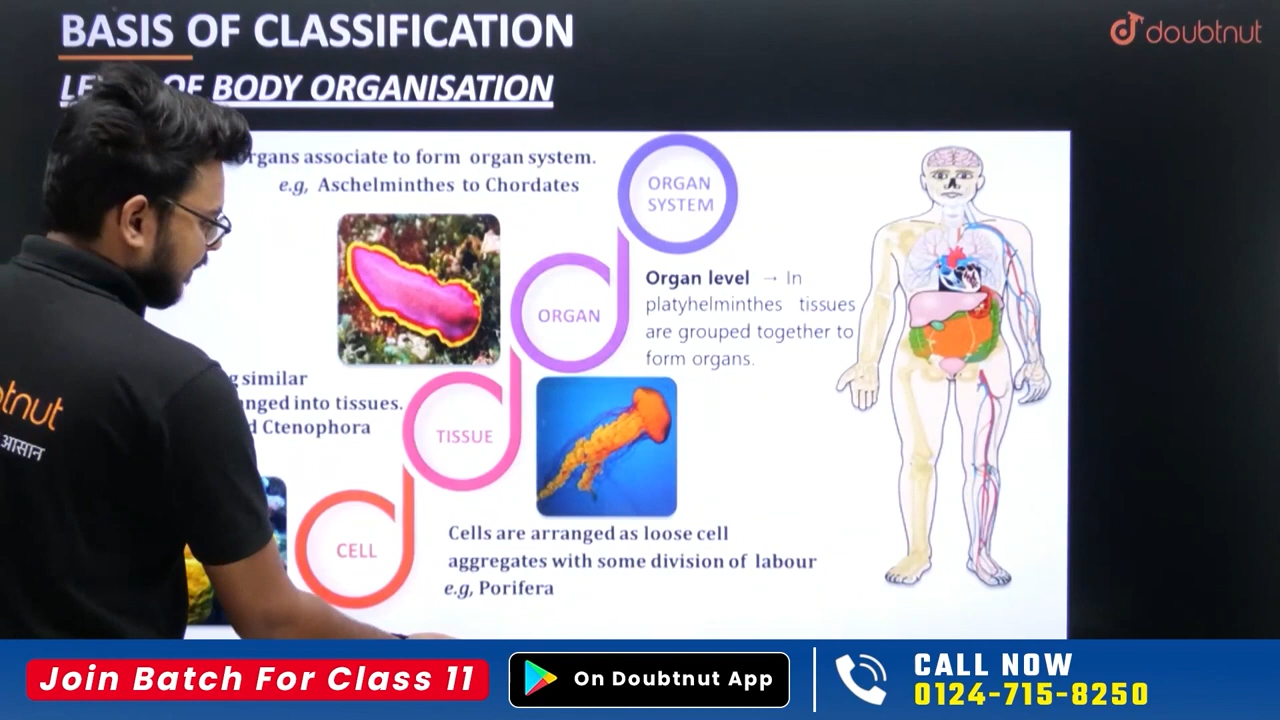 BASIS OF CLASSIFICATION
doubtnut
OF BODY ORGANISATION
organs associate to form organ system.
e.g, Aschelminthes to Chordates
ORGAN
SYSTEM
Organ level → In
platyhelminthes tissues
are grouped together to
form organs.
ORGAN
similar
into tissues.
Ctenophora
TISSUE
आसान
Cells are arranged as loose cell
aggregates with some division of labour
e.g, Porifera
CELL
Join Batch For Class 11
On Doubtnut App
CALL NOW
0124-715-8250